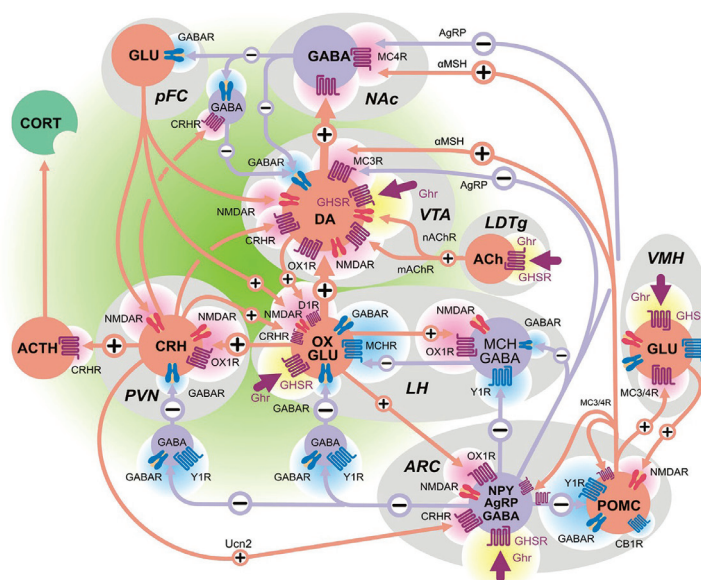 AgRP
GLU
GABAR
GABA
MC4R
pFC
NAc
αMSH
CORT
GABA
CRHR
GABAR
αMSH
MC3R
AgRP
Ghr
GHSR
NMDAR
DA
VTA
LDTg
nAChR
Ghr
ACh
GHSR
CRHR
mAChR
OX1R
NMDAR
VMH
Ghr
GHS
GLU
MC3/4R
D1R
NMDAR
NMDAR
NMDAR
GABAR
NMDAR
GABAR
CRHR
ACTH
CRH
OX
GLU
MCHR
OX1R
MCH
GABA
OX1R
CRHR
GHSR
Ghr
LH
Y1R
PVN
GABAR
GABAR
MC3/4R
GABA
GABA
GABAR
Y1R
GABAR
Y1R
ARC
OX1R
NMDAR
NPY
AgRP
GABA
CRHR
GHSR
Ghr
Y1R
NMDAR
POMC
GABAR
CB1R
Ucn2